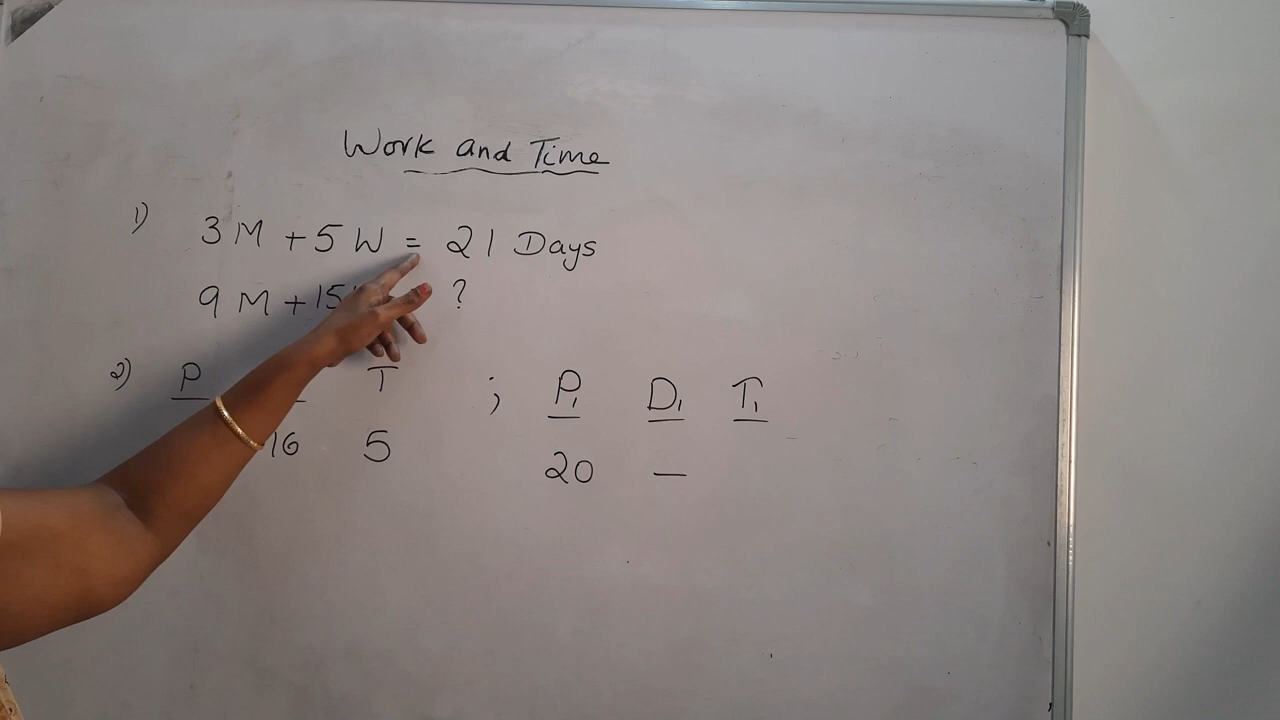 Work and Time
1) 3 M + 5 W = 21 Days
9 M + 15 ?
2) P T ; P1 D1 T1
16 5 20 —